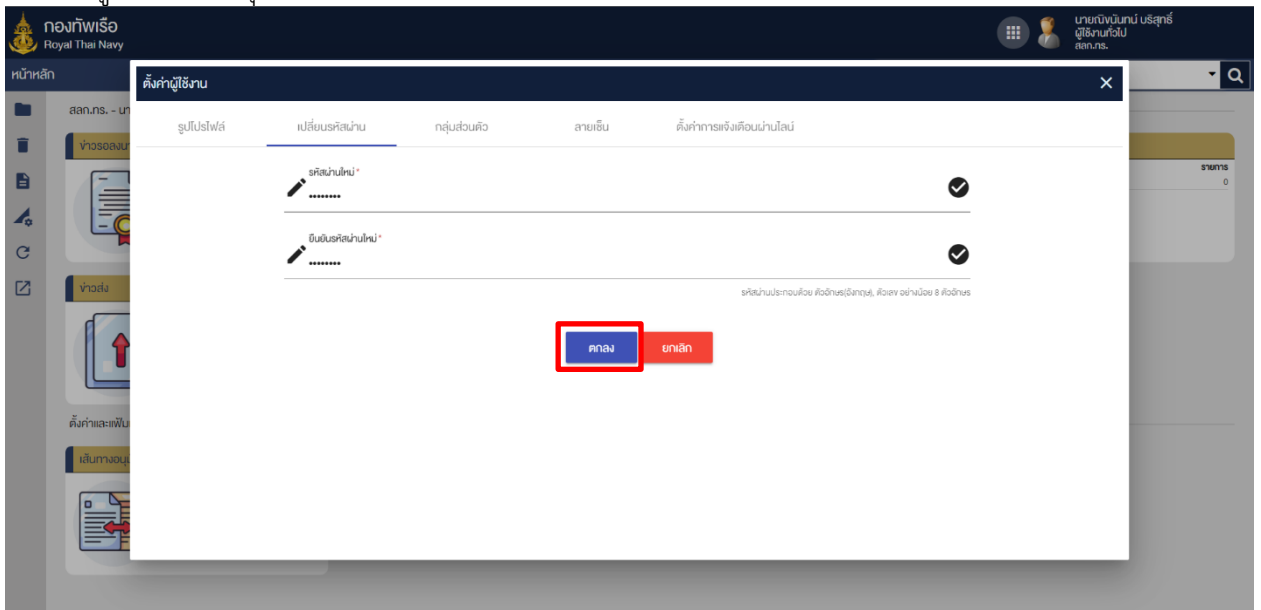 กองทัพเรือ
Royal Thai Navy
นายณิงนันทน์ บริสุทธิ์
ผู้ใช้งานทั่วไป
สลก.ทร.
หน้าหลัก
ตั้งค่าผู้ใช้งาน
สลก.ทร. - นา
รูปโปรไฟล์
เปลี่ยนรหัสผ่าน
กลุ่มส่วนตัว
ลายเซ็น
ตั้งค่าการแจ้งเตือนผ่านไลน์
ข่าวรอลงนา
รายการ
0
รหัสผ่านใหม่ *
ยืนยันรหัสผ่านใหม่ *
ข่าวส่ง
รหัสผ่านประกอบด้วย ตัวอักษร(อังกฤษ), ตัวเลข อย่างน้อย 8 ตัวอักษร
ตกลง
ยกเลิก
ตั้งค่าและแฟ้ม
เส้นทางอนุ